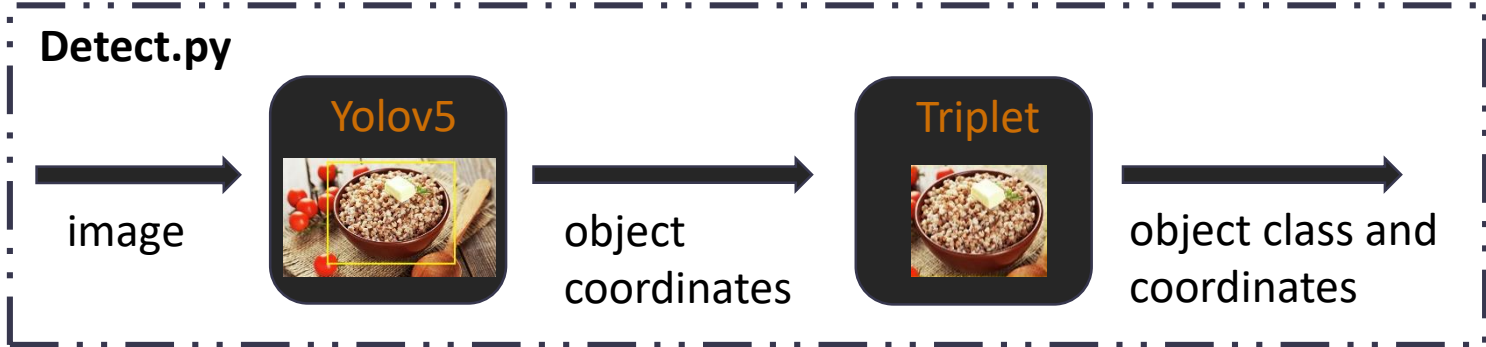 Detect.py
Yolov5
Triplet
image
object
coordinates
object class and
coordinates